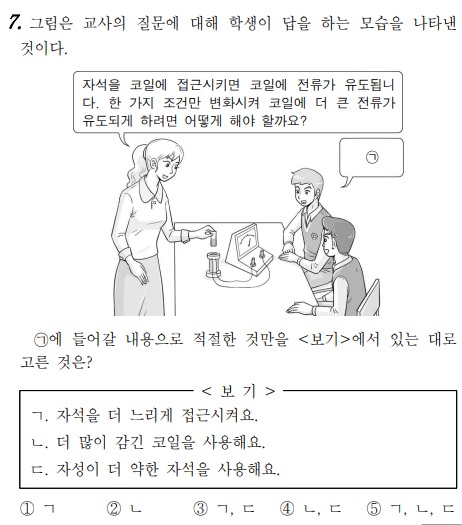 7. 그림은 교사의 질문에 대해 학생이 답을 하는 모습을 나타낸
것이다.
자석을 코일에 접근시키면 코일에 전류가 유도됩니
다. 한 가지 조건만 변화시켜 코일에 더 큰 전류가
유도되게 하려면 어떻게 해야 할까요?
㉠
㉠에 들어갈 내용으로 적절한 것만을 <보기>에서 있는 대로
고른 것은?
< 보 기 >
ㄱ. 자석을 더 느리게 접근시켜요.
ㄴ. 더 많이 감긴 코일을 사용해요.
ㄷ. 자성이 더 약한 자석을 사용해요.
① ㄱ ② ㄴ ③ ㄱ, ㄷ ④ ㄴ, ㄷ ⑤ ㄱ, ㄴ, ㄷ